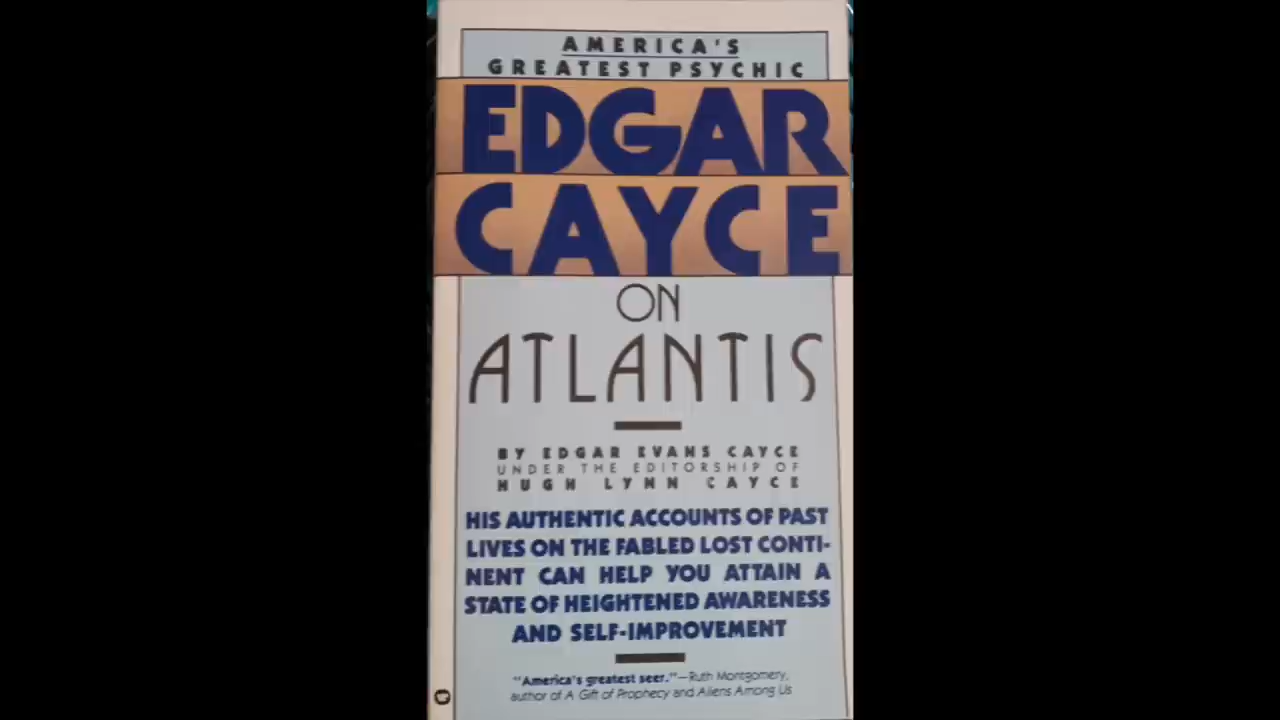 AMERICA'S
GREATEST PSYCHIC
EDGAR
CAYCE
ON
ATLANTIS
BY EDGAR EVANS CAYCE
UNDER THE EDITORSHIP OF
HUGH LYNN CAYCE
HIS AUTHENTIC ACCOUNTS OF PAST
LIVES ON THE FABLED LOST CONTI-
NENT CAN HELP YOU ATTAIN A
STATE OF HEIGHTENED AWARENESS
AND SELF-IMPROVEMENT
"America's greatest seer."—Ruth Montgomery,
author of A Gift of Prophecy and Aliens Among Us